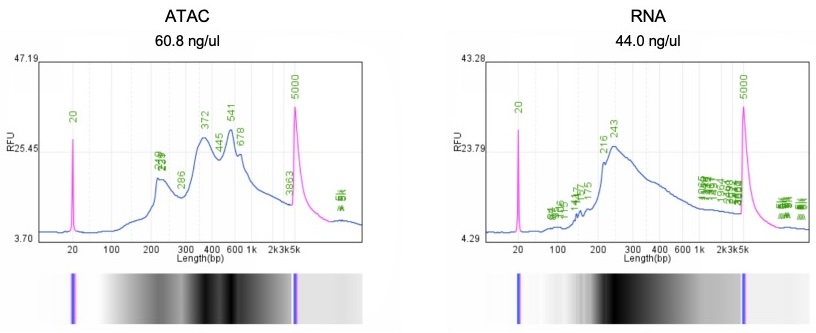 ATAC
60.8 ng/ul
47.19
25.45
3.70
RFU
20
286
372
445
541
678
3863
5000
20 100 200 300 400 600 1k 2k3k5k
Length(bp)
RNA
44.0 ng/ul
43.28
23.79
4.29
RFU
20
175
216
243
5000
20 100 200 300 400 600 1k 2k3k5k
Length(bp)